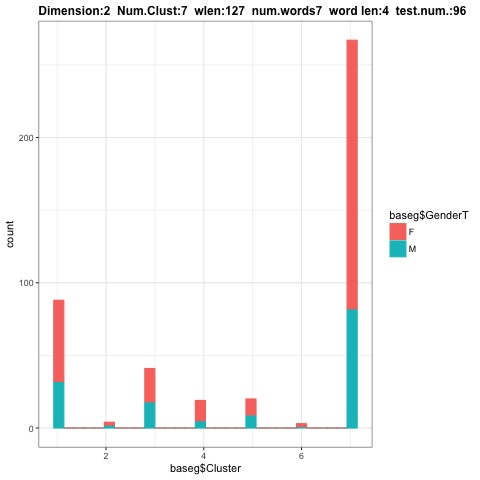 Dimension:2  Num.Clust:7  wlen:127  num.words7  word len:4  test.num.:96
count
200
100
0
2
4
6
baseg$Cluster
baseg$GenderT
F
M